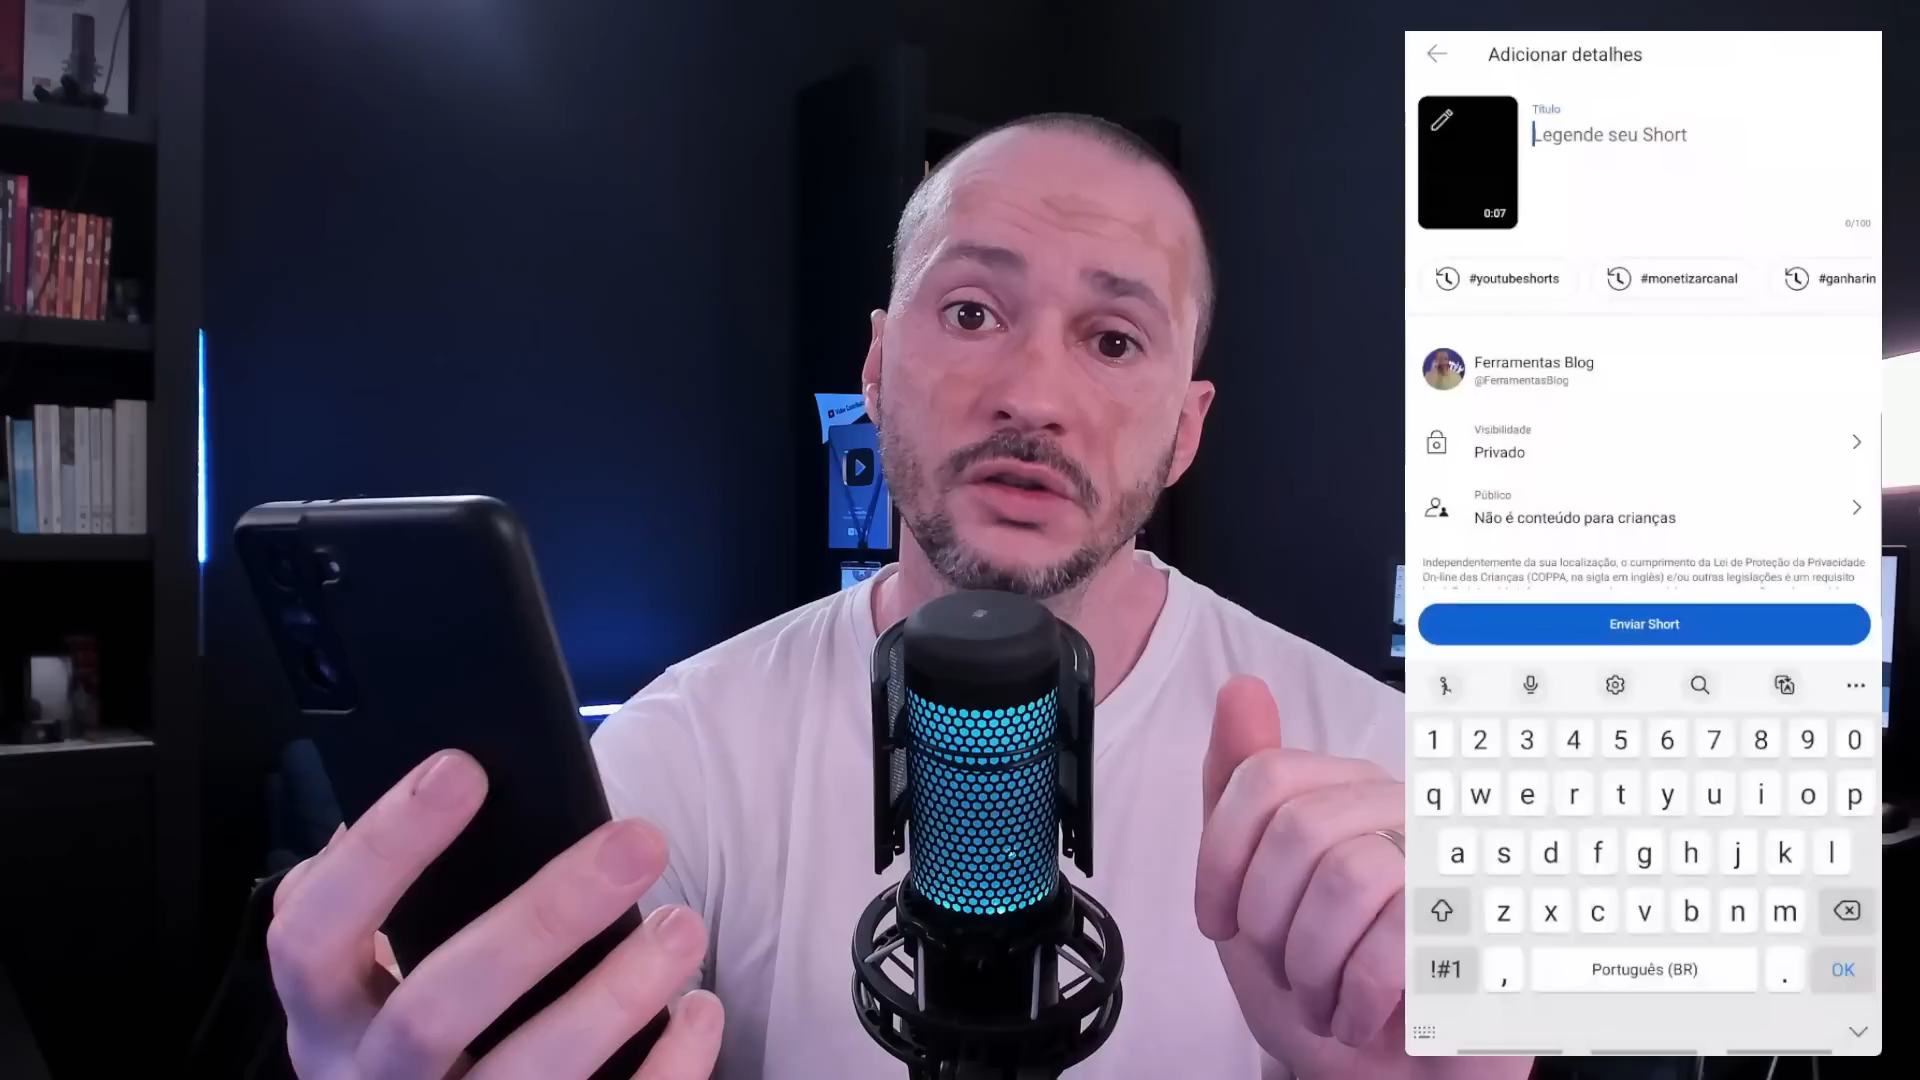 Adicionar detalhes
Título
Legende seu Short
0:07
0/100
#youtubeshorts
#monetizarcanal
#ganharin
Ferramentas Blog
@FerramentasBlog
Visibilidade
Privado
Público
Não é conteúdo para crianças
Independentemente da sua localização, o cumprimento da Lei de Proteção da Privacidade
On-line das Crianças (COPPA, na sigla em inglês) e/ou outras legislações é um requisito
Enviar Short
1 2 3 4 5 6 7 8 9 0
q w e r t y u i o p
a s d f g h j k l
z x c v b n m
!#1 , Português (BR) . OK